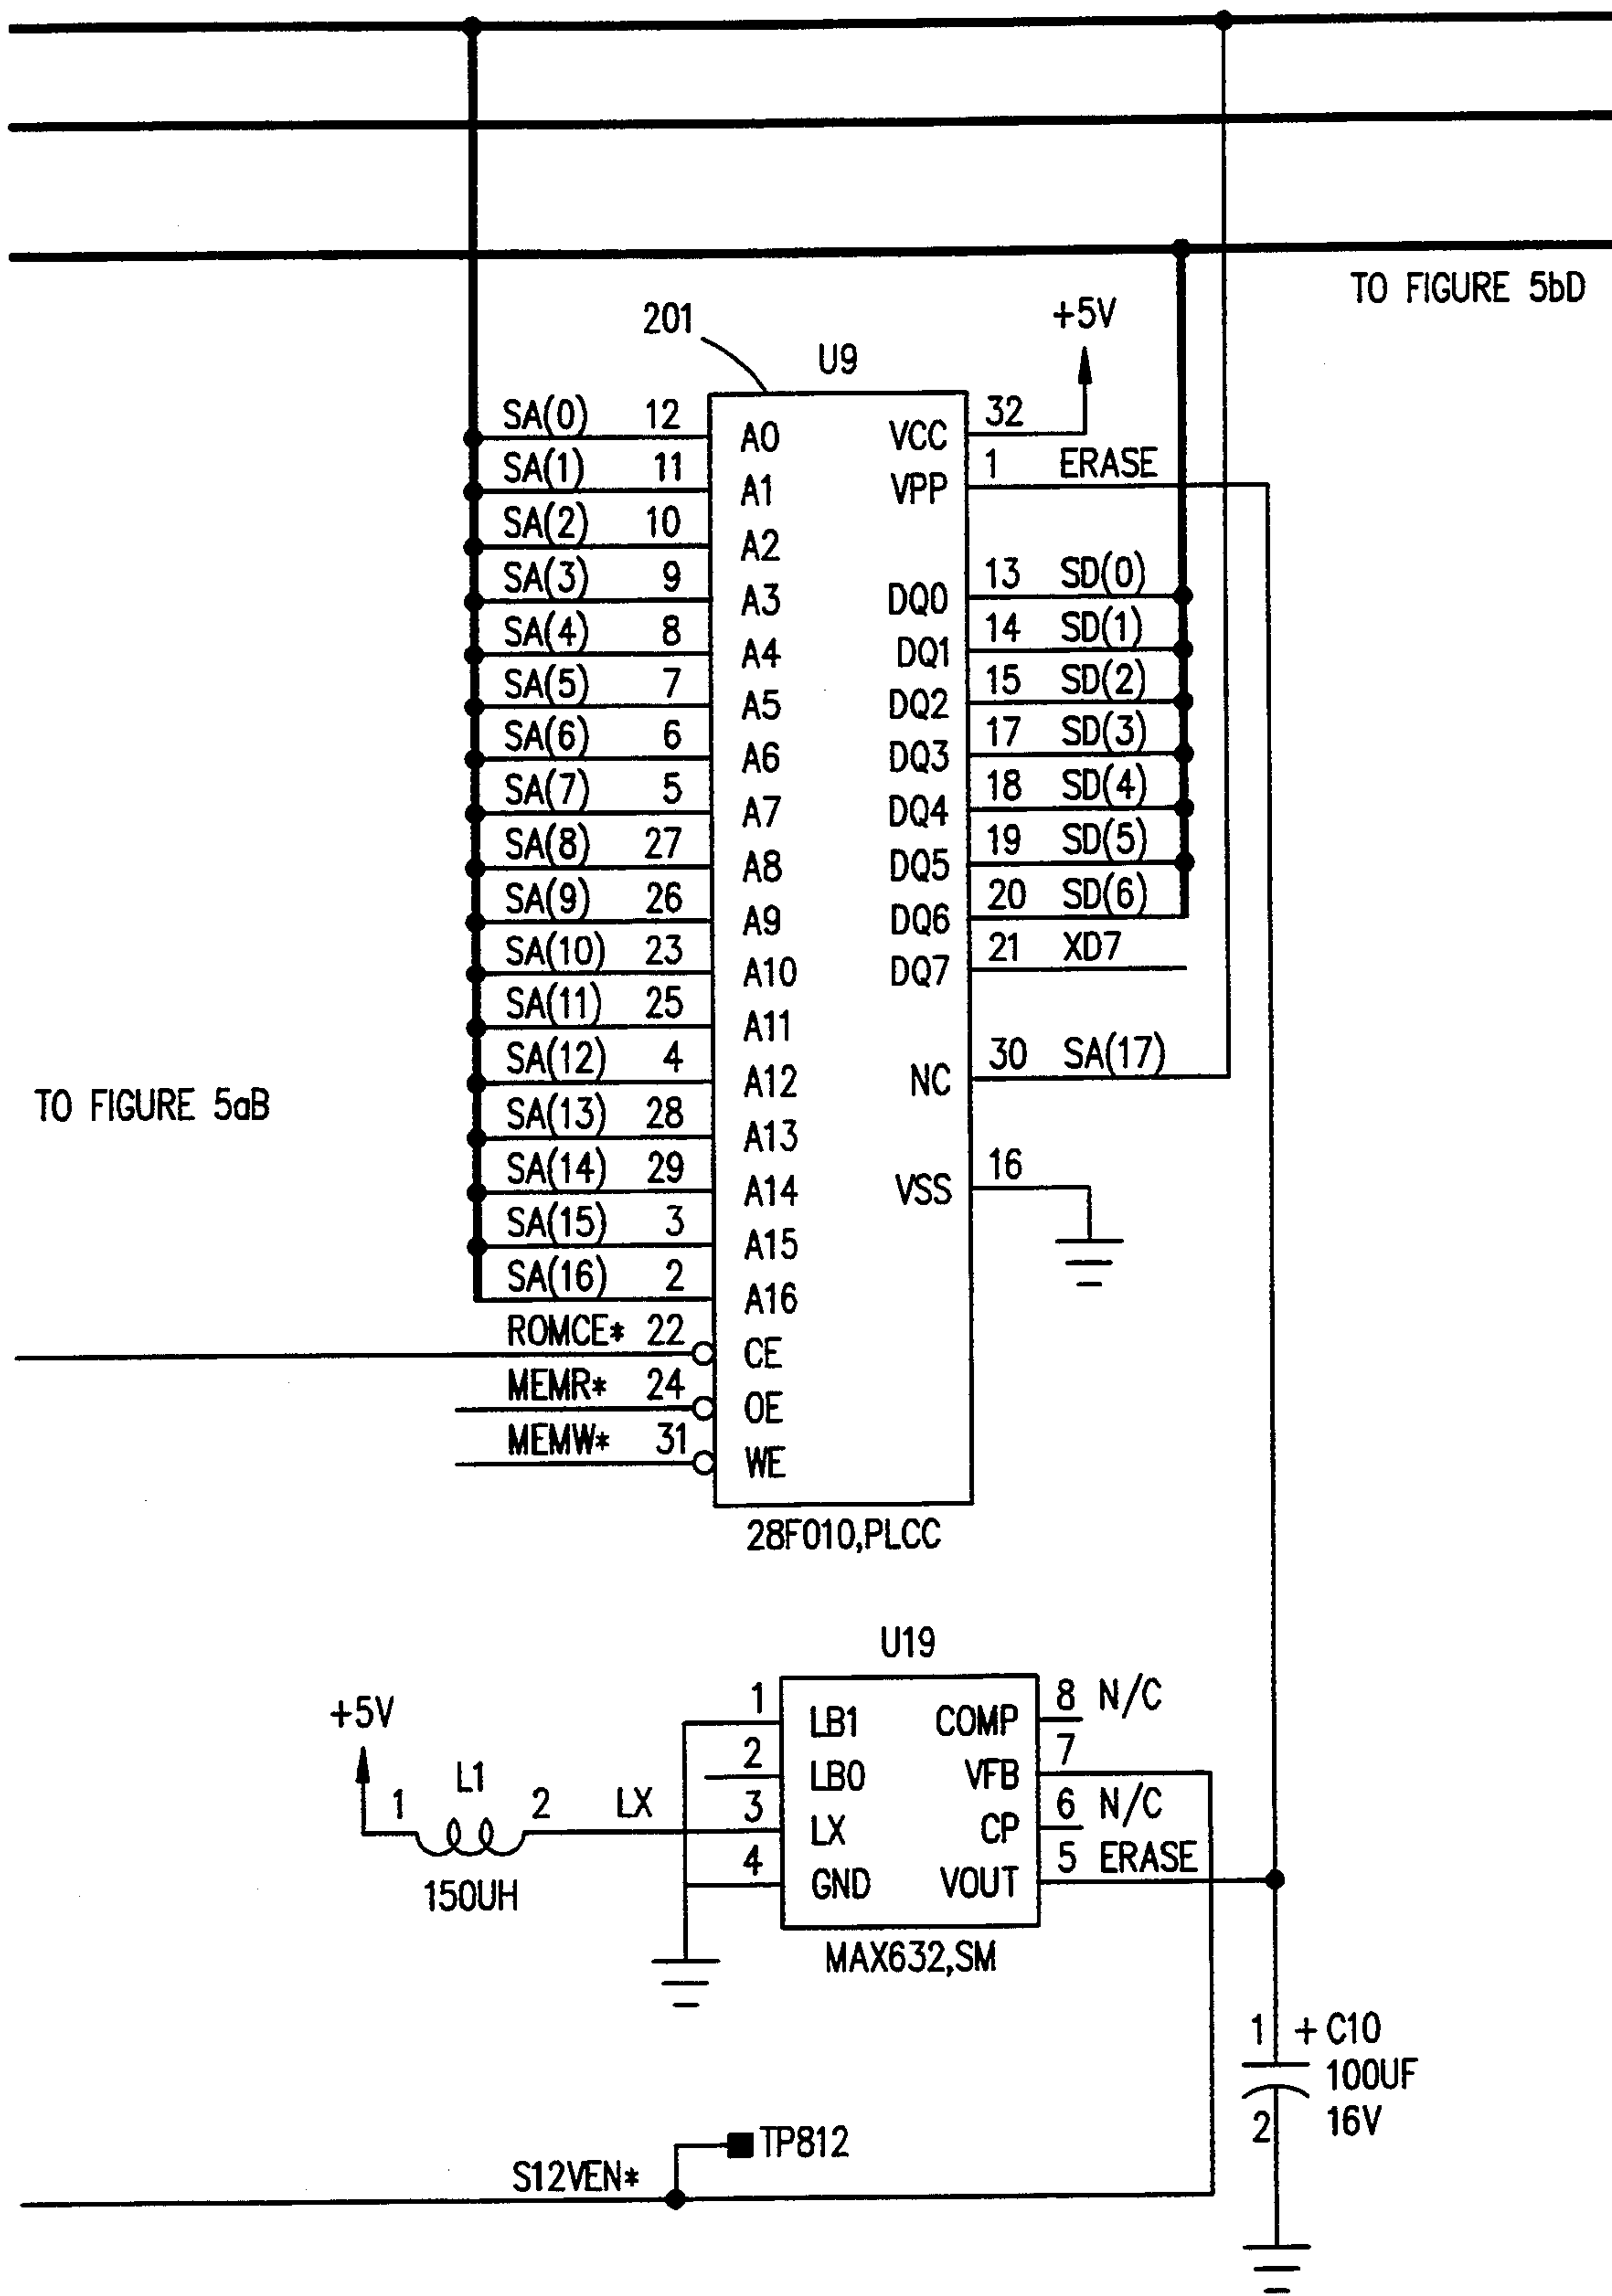 TO FIGURE 5bD
201
U9
+5V
SA(0) 12 A0
SA(1) 11 A1
SA(2) 10 A2
SA(3) 9 A3
SA(4) 8 A4
SA(5) 7 A5
SA(6) 6 A6
SA(7) 5 A7
SA(8) 27 A8
SA(9) 26 A9
SA(10) 23 A10
SA(11) 25 A11
SA(12) 4 A12
SA(13) 28 A13
SA(14) 29 A14
SA(15) 3 A15
SA(16) 2 A16
ROMCE* 22 CE
MEMR* 24 OE
MEMW* 31 WE
VCC 32
VPP 1 ERASE
DQ0 13 SD(0)
DQ1 14 SD(1)
DQ2 15 SD(2)
DQ3 17 SD(3)
DQ4 18 SD(4)
DQ5 19 SD(5)
DQ6 20 SD(6)
DQ7 21 XD7
NC 30 SA(17)
VSS 16
28F010,PLCC
TO FIGURE 5aB
U19
+5V
L1
1 2 LX
150UH
1 LB1
2 LB0
3 LX
4 GND
COMP 8 N/C
VFB 7
CP 6 N/C
VOUT 5 ERASE
MAX632,SM
1 + C10
100UF
16V
2
TP812
S12VEN*